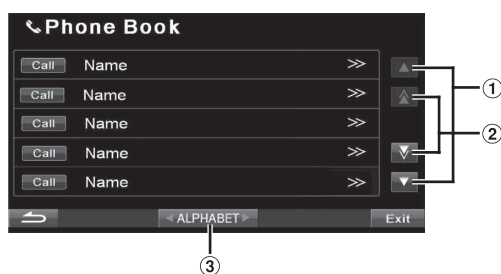 Phone Book
Call Name >>
Call Name >>
Call Name >>
Call Name >>
Call Name >>
ALPHABET
Exit
①
②
③